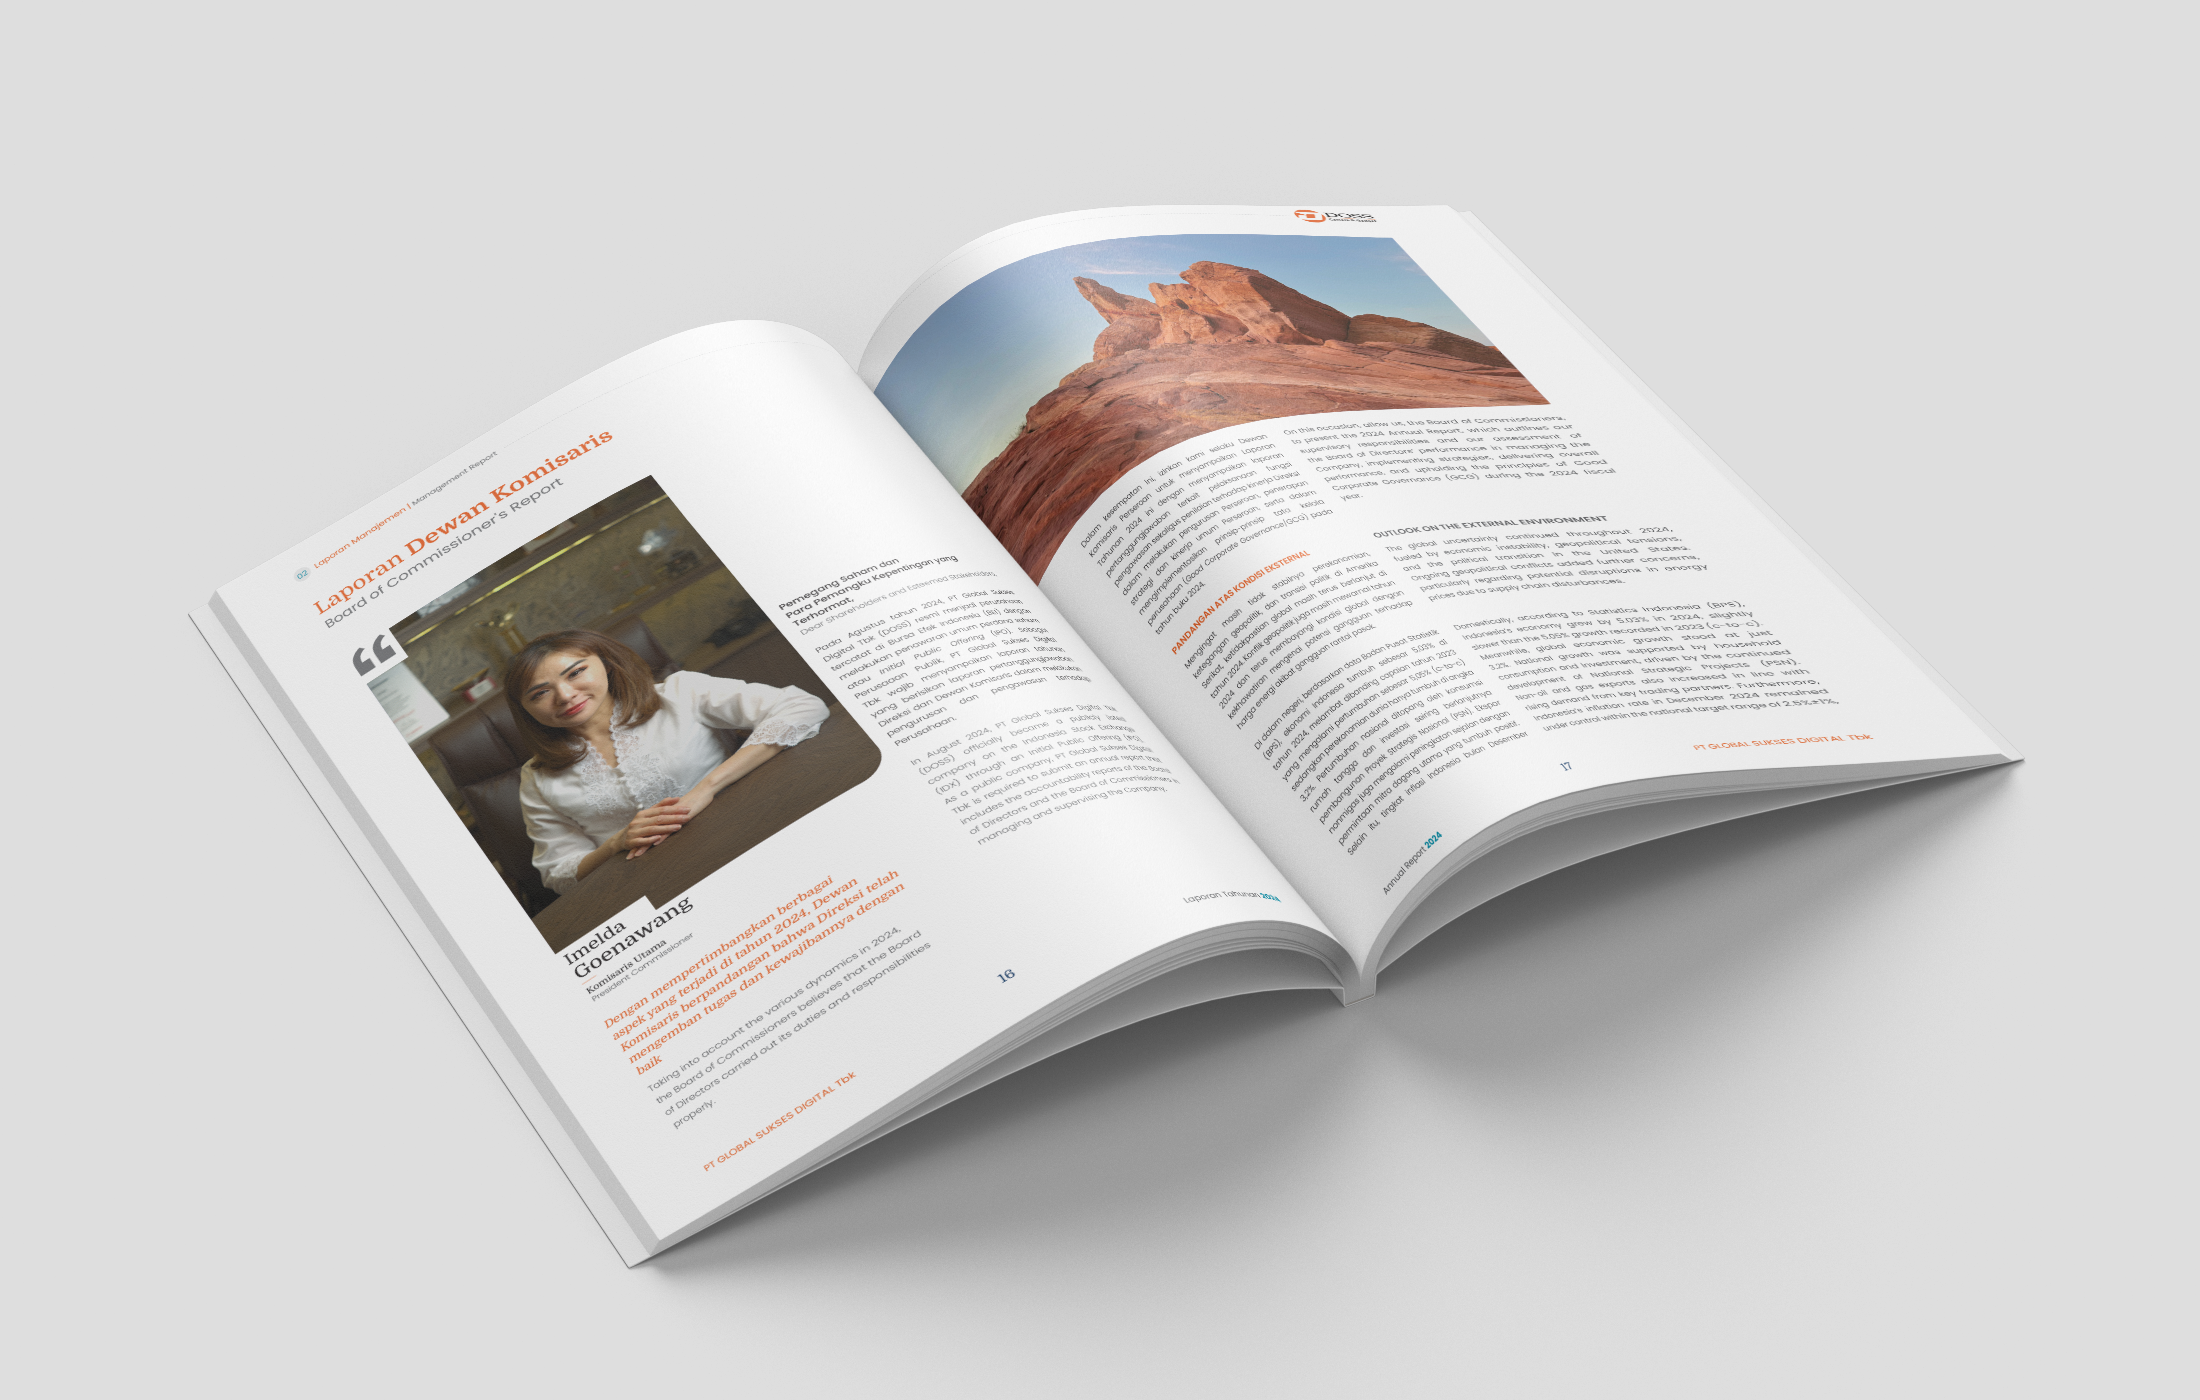 02 Laporan Manajemen | Management Report
Laporan Dewan Komisaris
Board of Commissioner's Report
“
Imelda
Goenawang
Komisaris Utama
President Commissioner
Dengan mempertimbangkan berbagai
aspek yang terjadi di tahun 2024, Dewan
Komisaris berpandangan bahwa Direksi telah
mengemban tugas dan kewajibannya dengan
baik
Taking into account the various dynamics in 2024,
the Board of Commissioners believes that the Board
of Directors carried out its duties and responsibilities
properly.
PT GLOBAL SUKSES DIGITAL Tbk
Pemegang Saham dan
Para Pemangku Kepentingan yang
Terhormat,
Dear Shareholders and Esteemed Stakeholders,
Pada Agustus tahun 2024, PT Global Sukses
Digital Tbk (DOSS) resmi menjadi perusahaan
tercatat di Bursa Efek Indonesia (BEI) dengan
melakukan penawaran umum perdana saham
atau Initial Public Offering (IPO). Sebagai
Perusahaan Publik, PT Global Sukses Digital
Tbk wajib menyampaikan laporan tahunan
yang berisikan laporan pertanggungjawaban
Direksi dan Dewan Komisaris dalam melakukan
pengurusan dan pengawasan terhadap
Perusahaan.
In August 2024, PT Global Sukses Digital Tbk
(DOSS) officially become a publicly listed
company on the Indonesia Stock Exchange
(IDX) through an Initial Public Offering (IPO).
As a public company, PT Global Sukses Digital
Tbk is required to submit an annual report that
includes the accountability reports of the Board
of Directors and the Board of Commissioners in
managing and supervising the Company.
Laporan Tahunan 2024
16
DOSS
Dalam kesempatan ini, izinkan kami selaku Dewan
Komisaris Perseroan untuk menyampaikan Laporan
Tahunan 2024 ini dengan menyampaikan laporan
pertanggungjawaban terkait pelaksanaan fungsi
pengawasan sekaligus penilaian terhadap kinerja Direksi
dalam melakukan pengurusan Perseroan, penerapan
strategi dan kinerja umum Perseroan, serta dalam
mengimplementasikan prinsip-prinsip tata kelola
perusahaan (Good Corporate Governance/GCG) pada
tahun buku 2024.
PANDANGAN ATAS KONDISI EKSTERNAL
Mengingat masih tidak stabilnya perekonomian,
ketegangan geopolitik, dan transisi politik di Amerika
Serikat, ketidakpastian global masih terus berlanjut di
tahun 2024. Konflik geopolitik juga masih mewarnai tahun
2024 dan terus membayangi kondisi global dengan
kekhawatiran mengenai potensi gangguan terhadap
harga energi akibat gangguan rantai pasok.
Di dalam negeri, berdasarkan data Badan Pusat Statistik
(BPS), ekonomi Indonesia tumbuh sebesar 5,03% di
tahun 2024, melambat dibanding capaian tahun 2023
yang mengalami pertumbuhan sebesar 5,05% (c-to-c)
sedangkan perekonomian dunia hanya tumbuh di angka
3,2%. Pertumbuhan nasional ditopang oleh konsumsi
rumah tangga dan investasi seiring berlanjutnya
pembangunan Proyek Strategis Nasional (PSN). Ekspor
nonmigas juga mengalami peningkatan sejalan dengan
permintaan mitra dagang utama yang tumbuh positif.
Selain itu, tingkat inflasi Indonesia bulan Desember
On this occasion, allow us, the Board of Commissioners,
to present the 2024 Annual Report, which outlines our
supervisory responsibilities and our assessment of
the Board of Directors' performance in managing the
Company, implementing strategies, delivering overall
performance, and upholding the principles of Good
Corporate Governance (GCG) during the 2024 fiscal
year.
OUTLOOK ON THE EXTERNAL ENVIRONMENT
The global uncertainty continued throughout 2024,
fueled by economic instability, geopolitical tensions,
and the political transition in the United States.
Ongoing geopolitical conflicts added further concerns,
particularly regarding potential disruptions in energy
prices due to supply chain disturbances.
Domestically, according to Statistics Indonesia (BPS),
Indonesia's economy grew by 5.03% in 2024, slightly
slower than the 5.05% growth recorded in 2023 (c-to-c).
Meanwhile, global economic growth stood at just
3.2%. National growth was supported by household
consumption and investment, driven by the continued
development of National Strategic Projects (PSN).
Non-oil and gas exports also increased in line with
rising demand from key trading partners. Furthermore,
Indonesia's inflation rate in December 2024 remained
under control within the national target range of 2.5%±1%,
Annual Report 2024
17
PT GLOBAL SUKSES DIGITAL Tbk